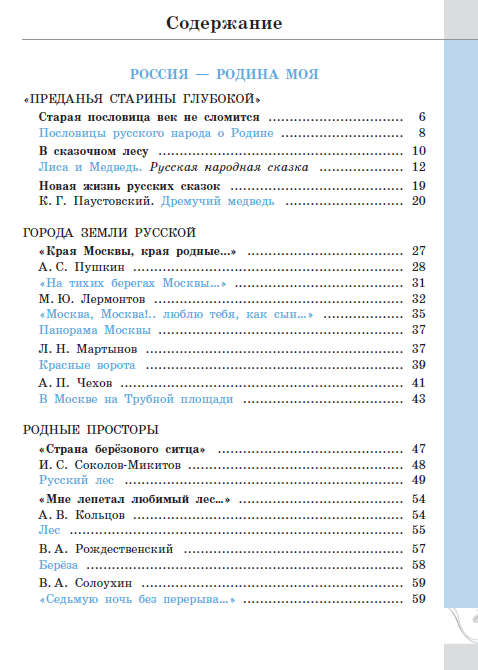 Содержание
РОССИЯ — РОДИНА МОЯ
«ПРЕДАНЬЯ СТАРИНЫ ГЛУБОКОЙ»
Старая пословица век не сломится ................................ 6
Пословицы русского народа о Родине ............................. 8
В сказочном лесу .......................................................... 10
Лиса и Медведь. Русская народная сказка .................... 12
Новая жизнь русских сказок ........................................ 19
К. Г. Паустовский. Дремучий медведь ........................... 20
ГОРОДА ЗЕМЛИ РУССКОЙ
«Края Москвы, края родные...» .................................... 27
А. С. Пушкин ............................................................... 28
«На тихих берегах Москвы...» ....................................... 31
М. Ю. Лермонтов .......................................................... 32
«Москва, Москва!.. люблю тебя, как сын...» ................... 35
Панорама Москвы ......................................................... 37
Л. Н. Мартынов ............................................................ 37
Красные ворота ............................................................ 39
А. П. Чехов .................................................................. 41
В Москве на Трубной площади ..................................... 43
РОДНЫЕ ПРОСТОРЫ
«Страна берёзового ситца» ........................................... 47
И. С. Соколов-Микитов .................................................. 48
Русский лес .................................................................. 49
«Мне лепетал любимый лес...» ...................................... 54
А. В. Кольцов ............................................................... 54
Лес .............................................................................. 55
В. А. Рождественский ................................................... 57
Берёза .......................................................................... 58
В. А. Солоухин ............................................................. 59
«Седьмую ночь без перерыва...» .................................... 59